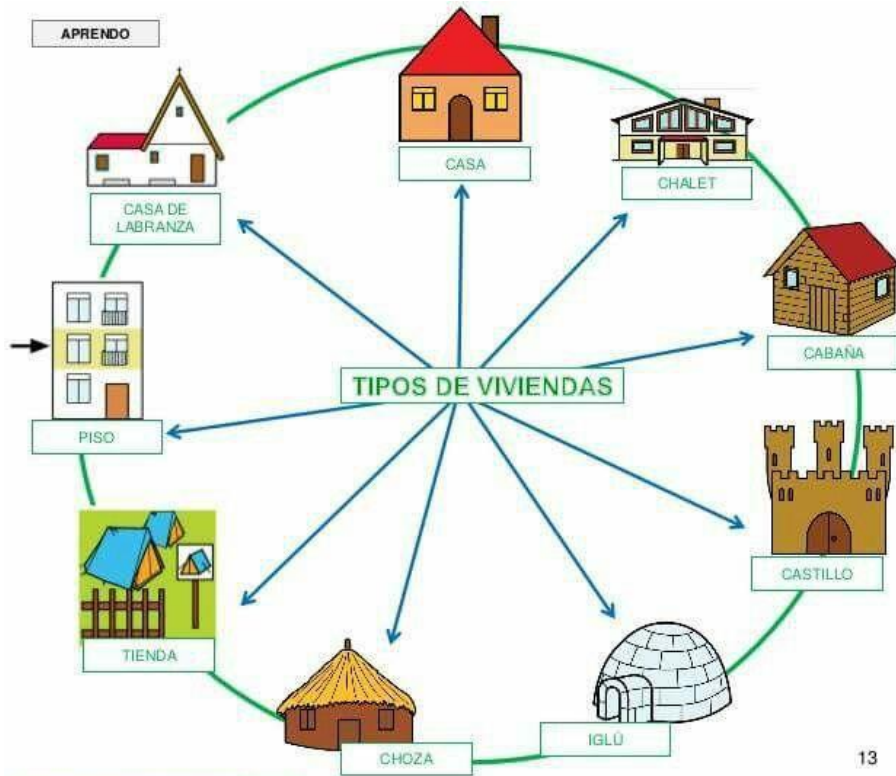 APRENDO
CASA
CHALET
CASA DE
LABRANZA
CABAÑA
TIPOS DE VIVIENDAS
PISO
CASTILLO
TIENDA
CHOZA
IGLÚ
13